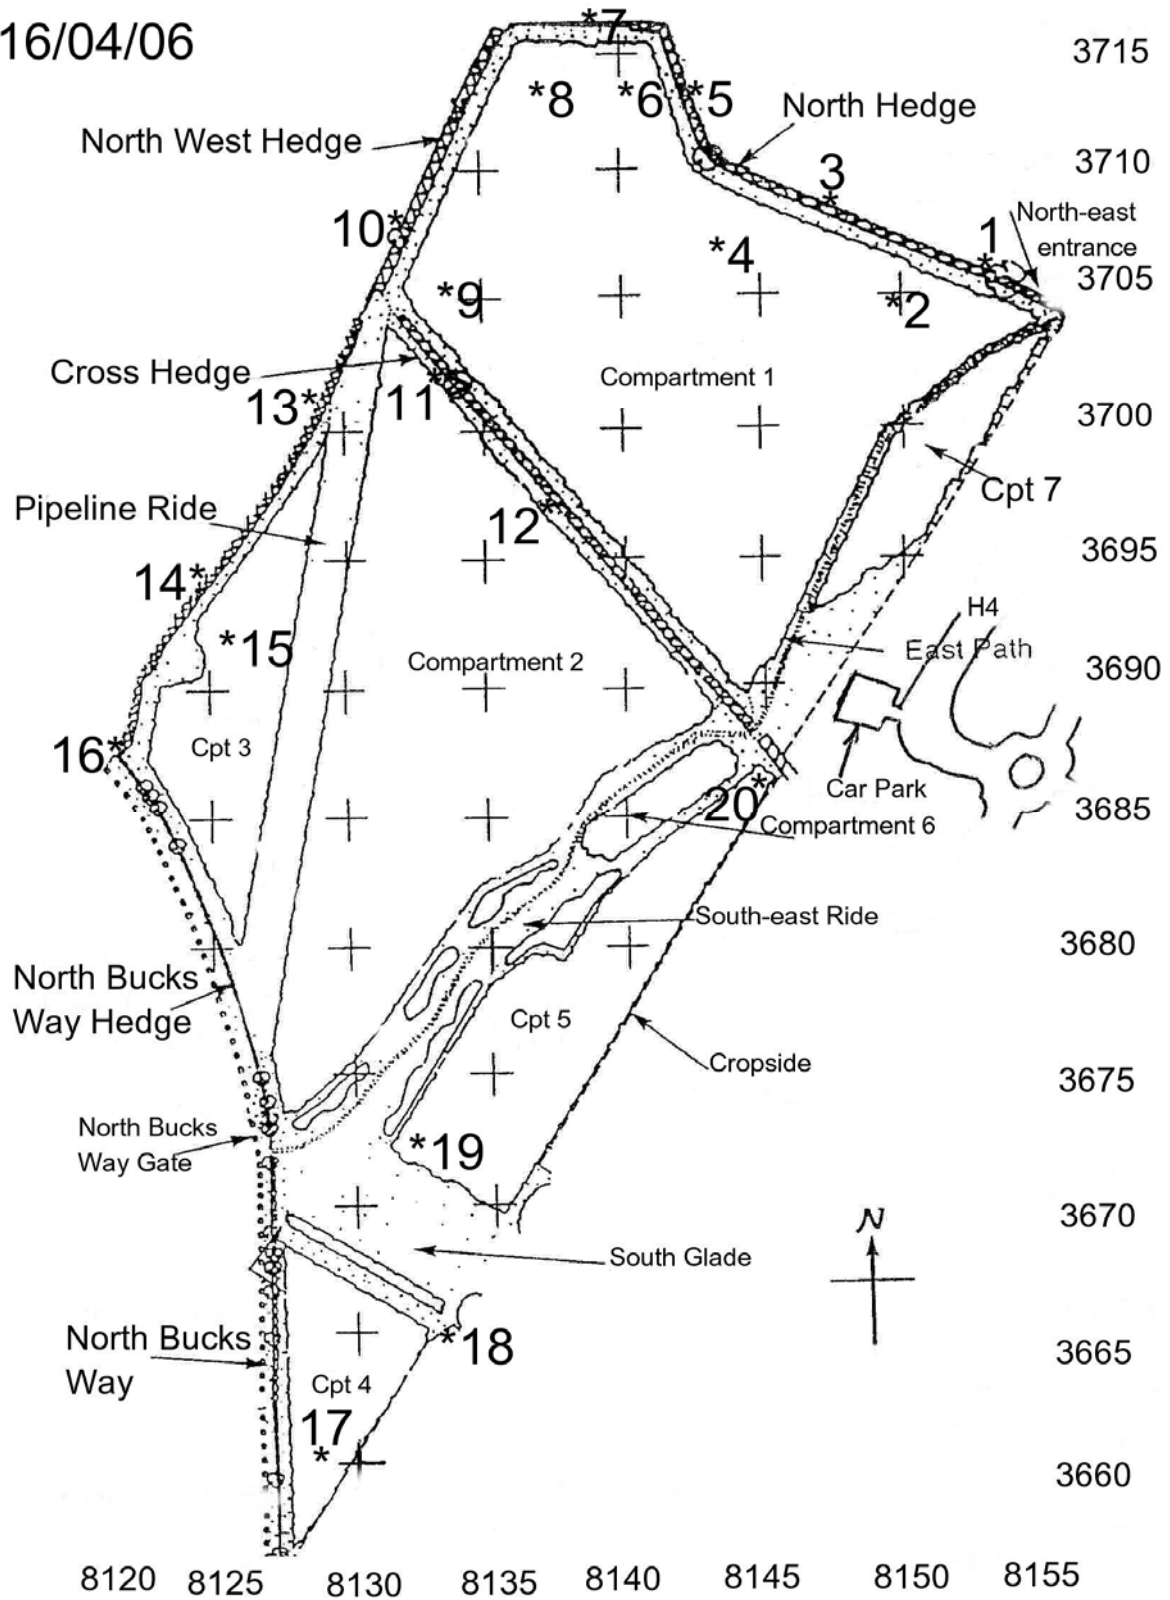 16/04/06
*7
3715
*8
*6
*5
North Hedge
North West Hedge
3710
3
*
10*
1
*
North-east
entrance
*4
3705
*9
*2
Cross Hedge
Compartment 1
13*
11*
3700
Pipeline Ride
Cpt 7
12*
3695
14*
H4
*15
East Path
Compartment 2
3690
16*
Cpt 3
Car Park
20*
3685
Compartment 6
South-east Ride
3680
North Bucks
Way Hedge
Cpt 5
Cropside
3675
North Bucks
Way Gate
*19
3670
N
South Glade
North Bucks
Way
*18
3665
Cpt 4
17
*
3660
8120 8125 8130 8135 8140 8145 8150 8155